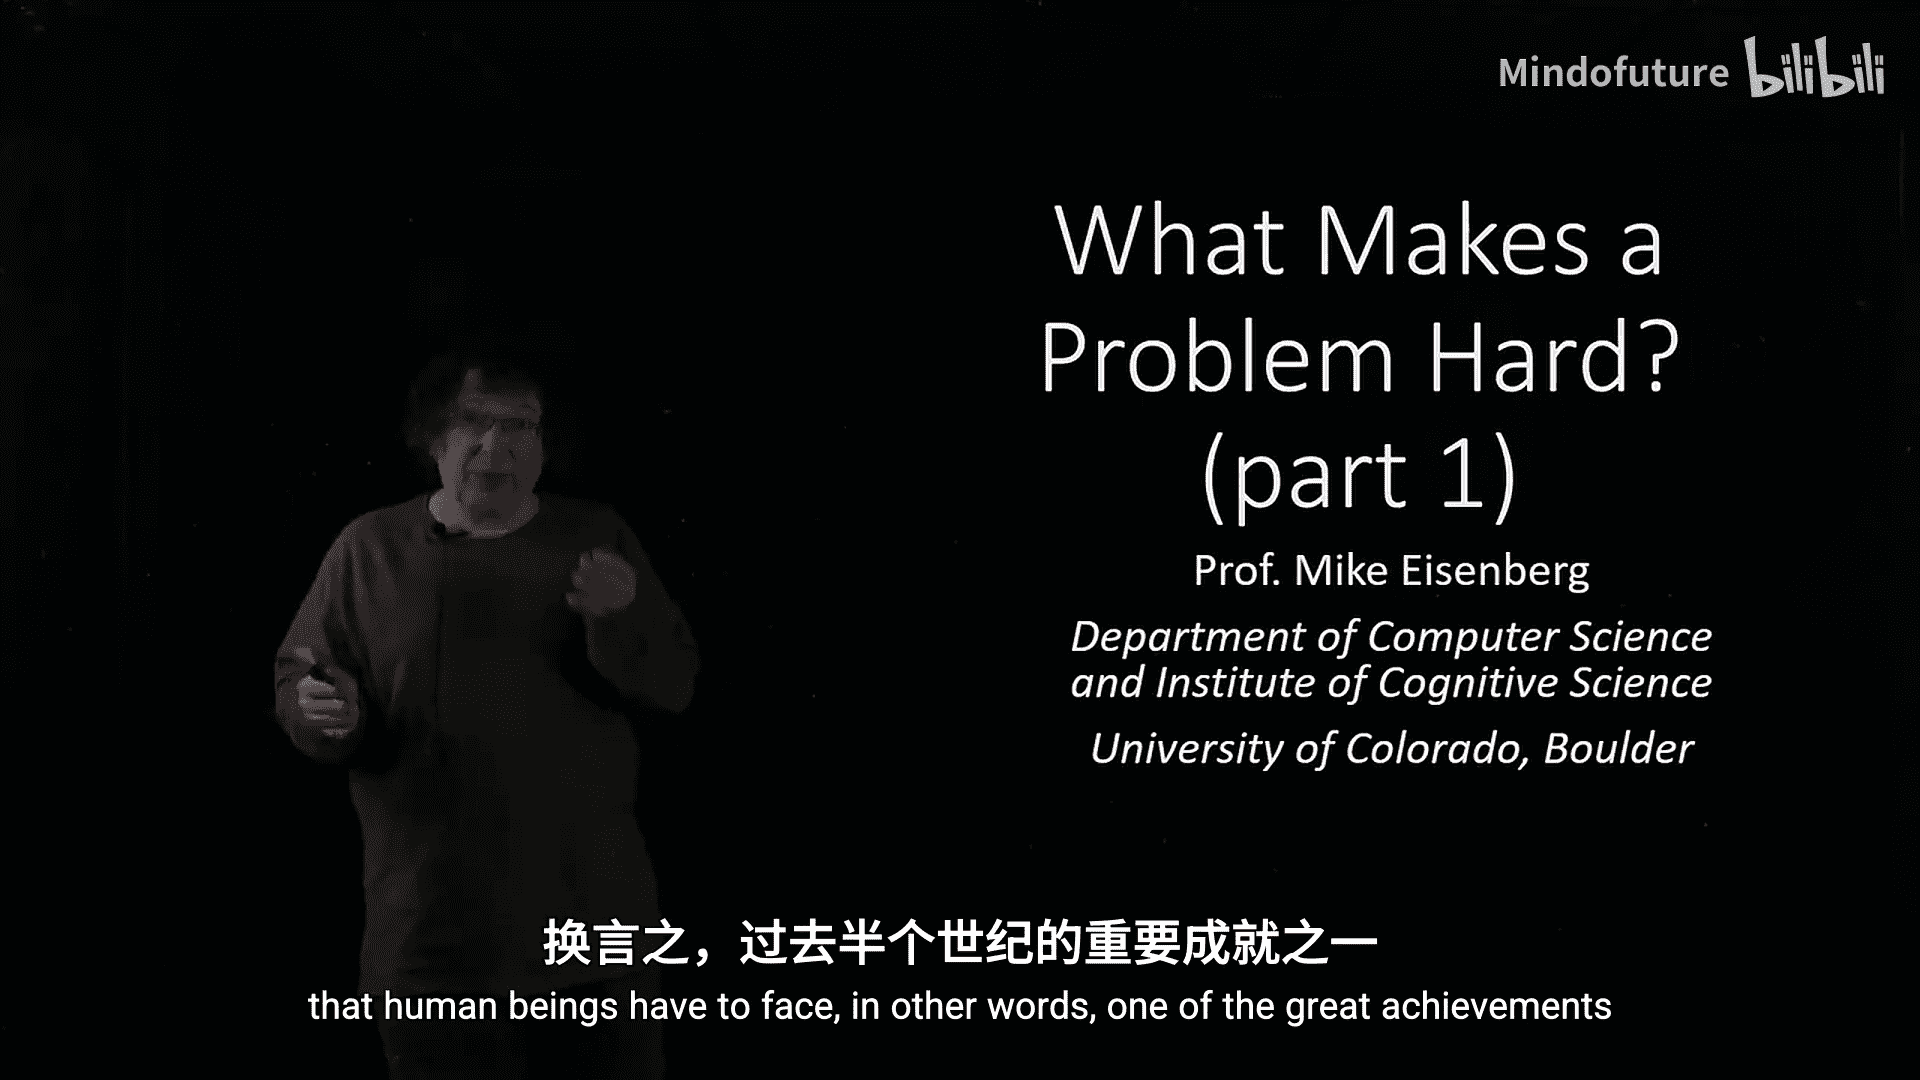 Mindofuture bilibili
What Makes a
Problem Hard?
(part 1)
Prof. Mike Eisenberg
Department of Computer Science
and Institute of Cognitive Science
University of Colorado, Boulder
换言之，过去半个世纪的重要成就之一
that human beings have to face, in other words, one of the great achievements